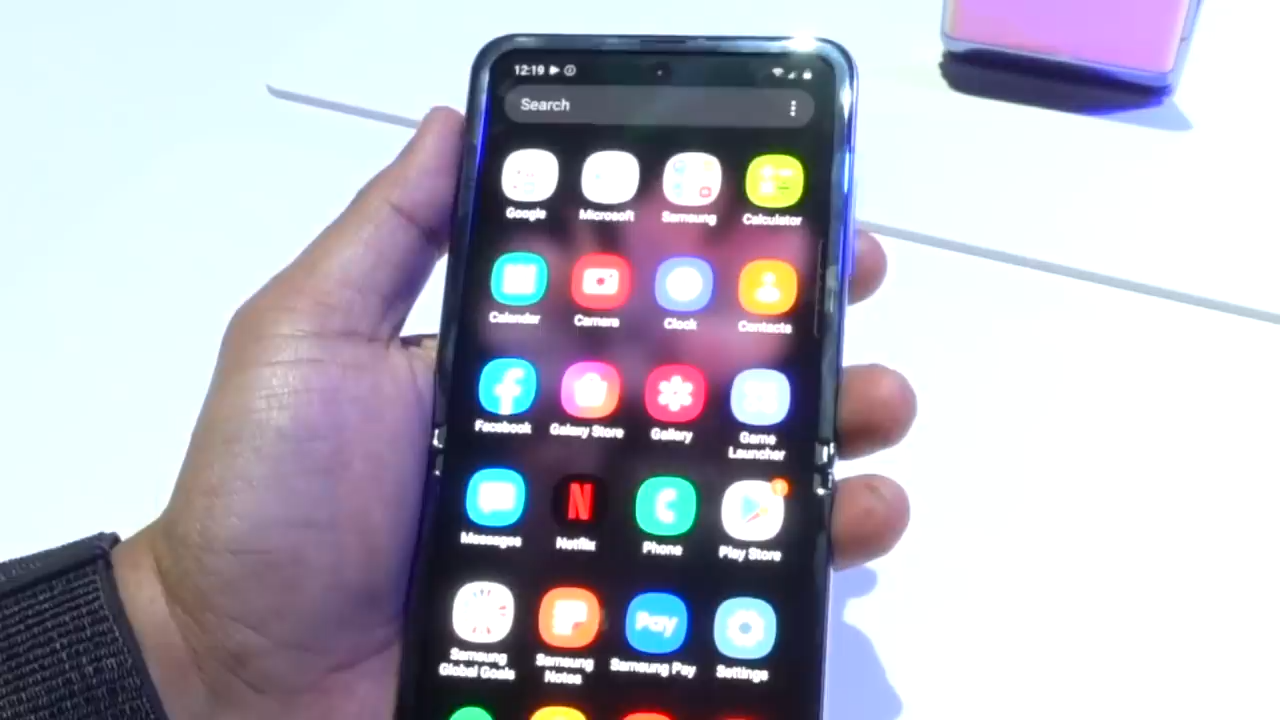 12:19
Search
Google Microsoft Samsung Calculator
Calendar Camera Clock Contacts
Facebook Galaxy Store Gallery Game
Launcher
Messages Netflix Phone Play Store
N
Pay
Samsung Samsung Samsung Pay Settings
Global Goals Notes